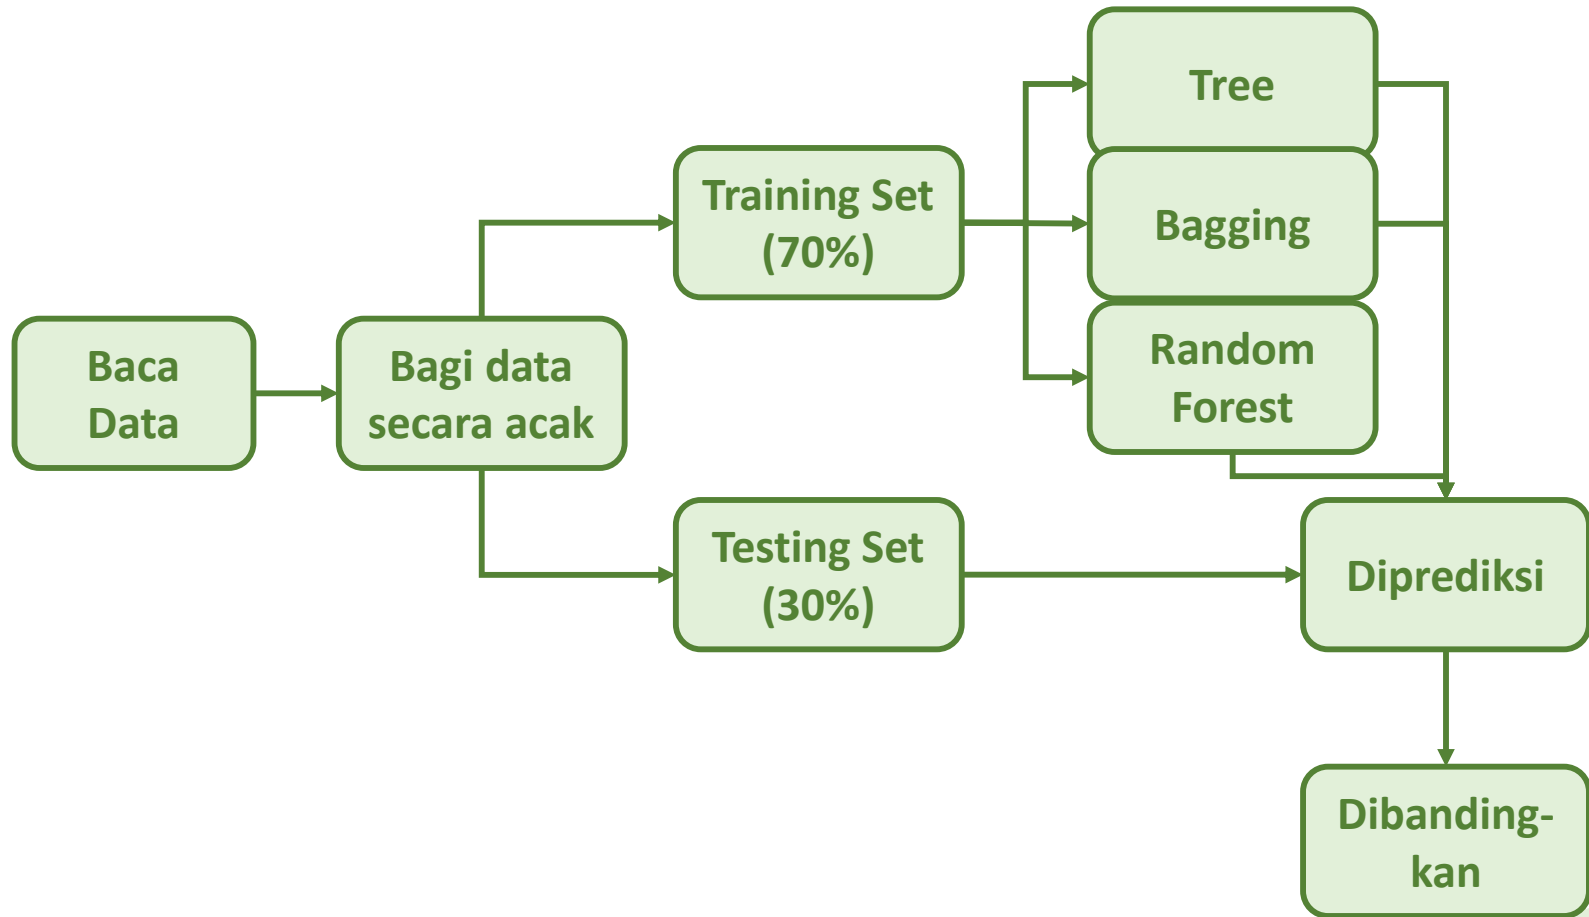 Baca
Data
Bagi data
secara acak
Training Set
(70%)
Testing Set
(30%)
Tree
Bagging
Random
Forest
Diprediksi
Dibanding-
kan